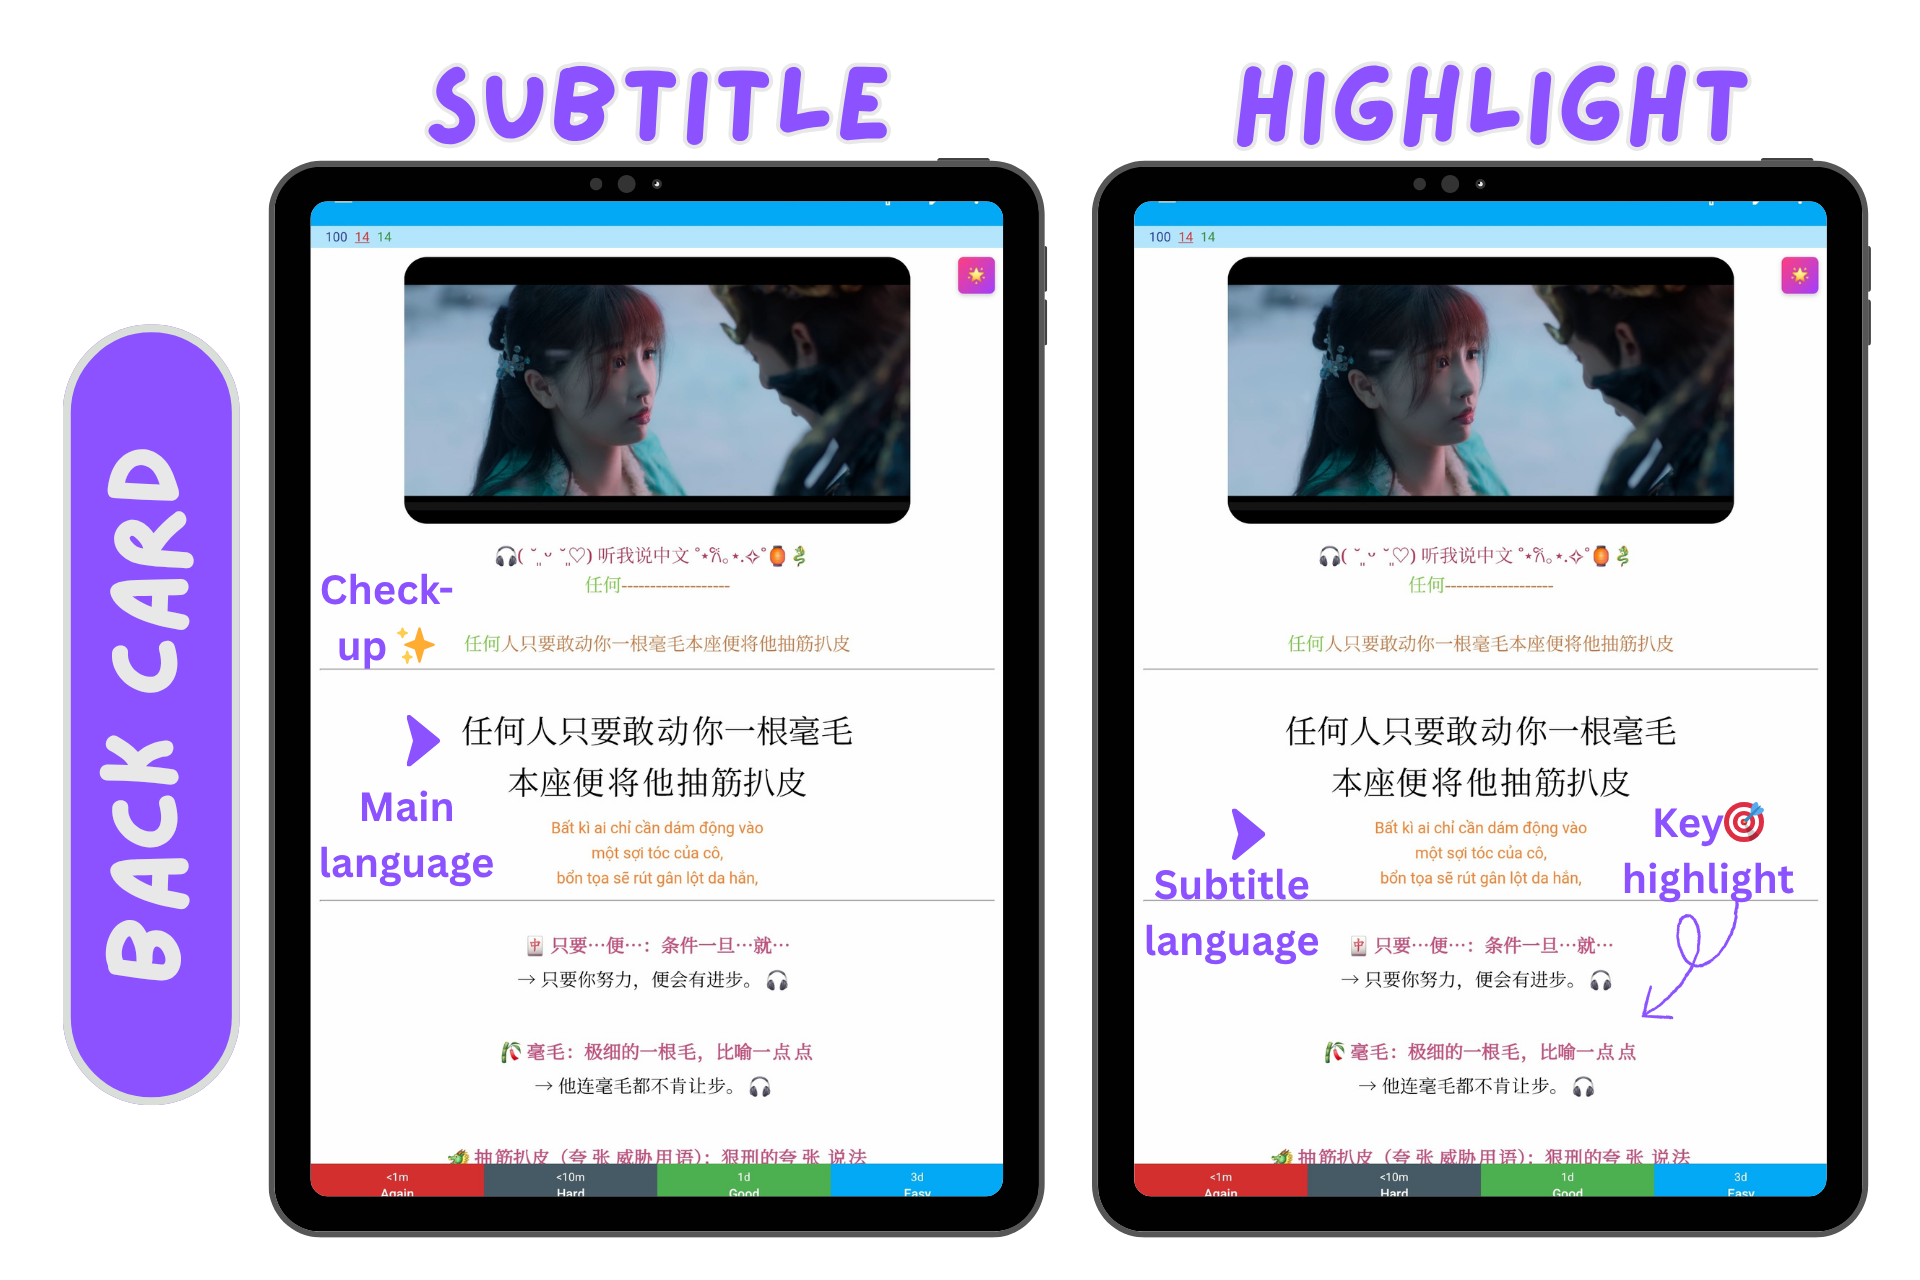 SUBTITLE
HIGHLIGHT
BACK CARD
100 14 14
🎧( ˘͈ ᵕ ˘͈♡) 听我说中文 ˚⋆𐙚｡⋆.✧˚🏮🐉
任何-------------------
Check-
up ✨
任何人只要敢动你一根毫毛本座便将他抽筋扒皮
任何人只要敢动你一根毫毛
本座便将他抽筋扒皮
Main
language
Bất kì ai chỉ cần dám động vào
một sợi tóc của cô,
bổn tọa sẽ rút gân lột da hắn,
🀄 只要…便…：条件一旦…就…
→ 只要你努力，便会有进步。🎧
🎋 毫毛：极细的一根毛，比喻一点点
→ 他连毫毛都不肯让步。🎧
🐲 抽筋扒皮（夸张威胁用语）：狠刑的夸张说法
<1m <10m 1d 3d
Again Hard Good Easy
100 14 14
🎧( ˘͈ ᵕ ˘͈♡) 听我说中文 ˚⋆𐙚｡⋆.✧˚🏮🐉
任何-------------------
任何人只要敢动你一根毫毛本座便将他抽筋扒皮
任何人只要敢动你一根毫毛
本座便将他抽筋扒皮
Bất kì ai chỉ cần dám động vào
một sợi tóc của cô,
bổn tọa sẽ rút gân lột da hắn,
Key🎯
highlight
Subtitle
language
🀄 只要…便…：条件一旦…就…
→ 只要你努力，便会有进步。🎧
🎋 毫毛：极细的一根毛，比喻一点点
→ 他连毫毛都不肯让步。🎧
🐲 抽筋扒皮（夸张威胁用语）：狠刑的夸张说法
<1m <10m 1d 3d
Again Hard Good Easy